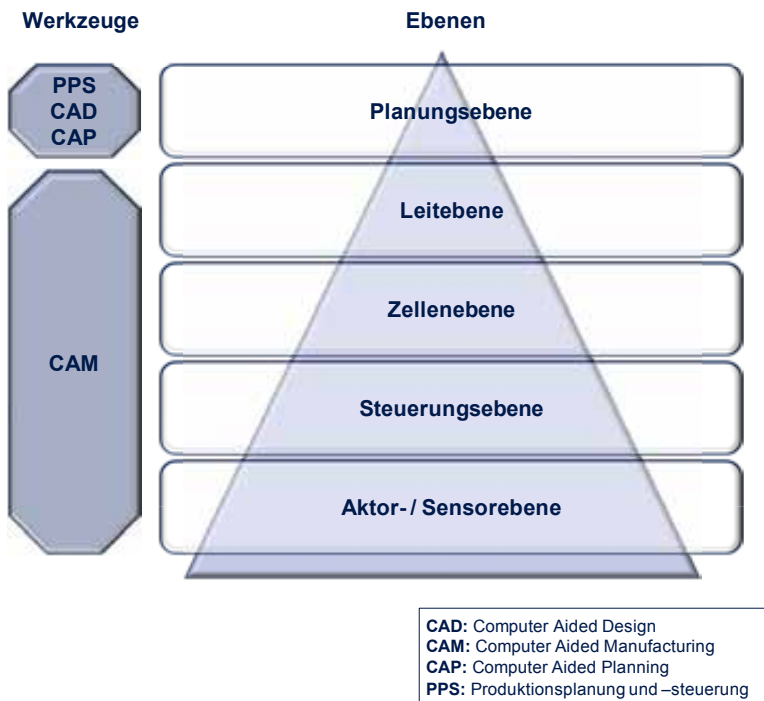 Werkzeuge
Ebenen
PPS
CAD
CAP
Planungsebene
Leitebene
Zellenebene
CAM
Steuerungsebene
Aktor- / Sensorebene
CAD: Computer Aided Design
CAM: Computer Aided Manufacturing
CAP: Computer Aided Planning
PPS: Produktionsplanung und –steuerung